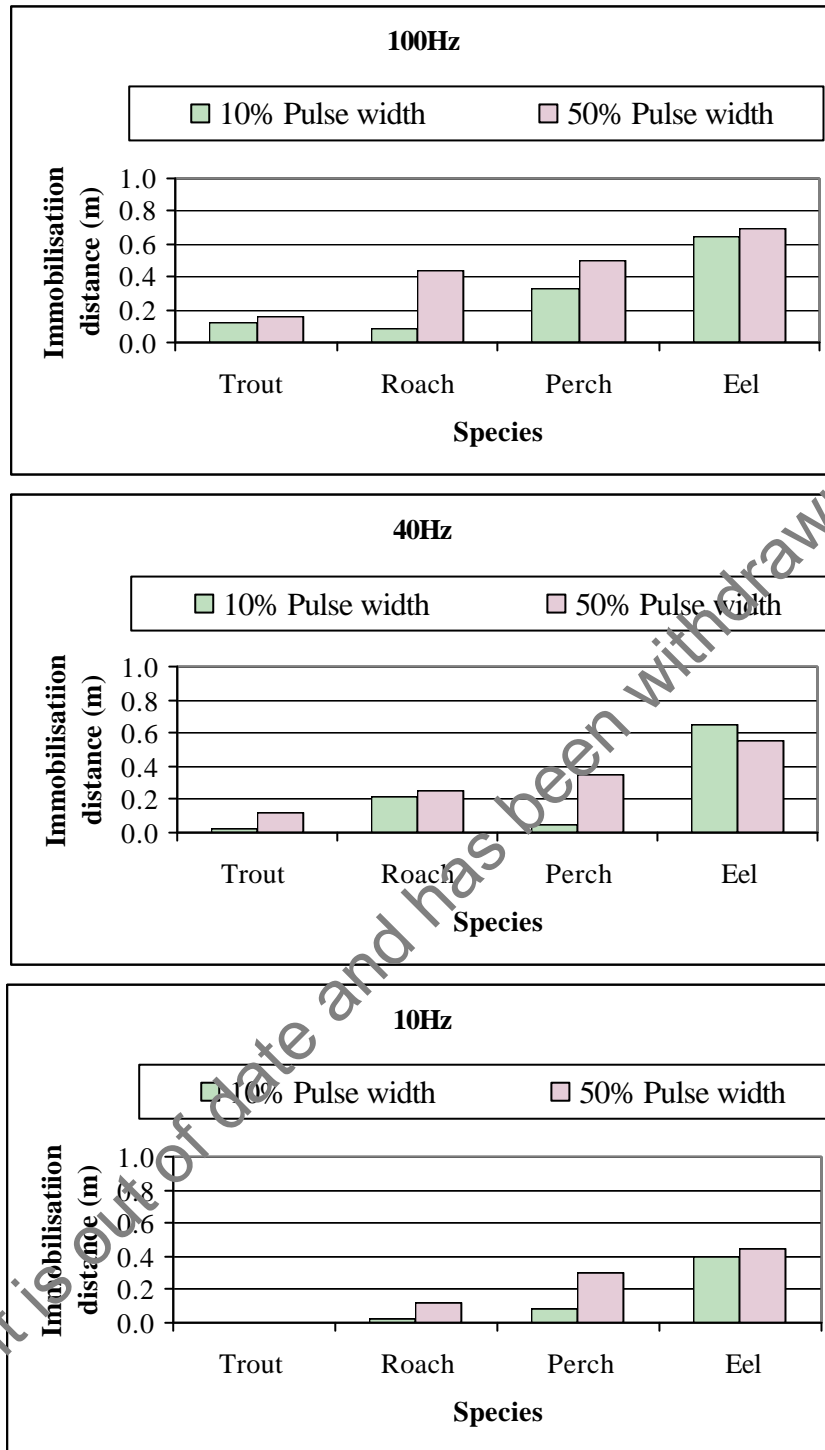 100Hz
10% Pulse width 50% Pulse width
Immobilisatiion
distance (m)
1.0
0.8
0.6
0.4
0.2
0.0
Trout Roach Perch Eel
Species
40Hz
10% Pulse width 50% Pulse width
Immobilisatiion
distance (m)
1.0
0.8
0.6
0.4
0.2
0.0
Trout Roach Perch Eel
Species
10Hz
10% Pulse width 50% Pulse width
Immobilisatiion
distance (m)
1.0
0.8
0.6
0.4
0.2
0.0
Trout Roach Perch Eel
Species
it is out of date and has been withdrawn